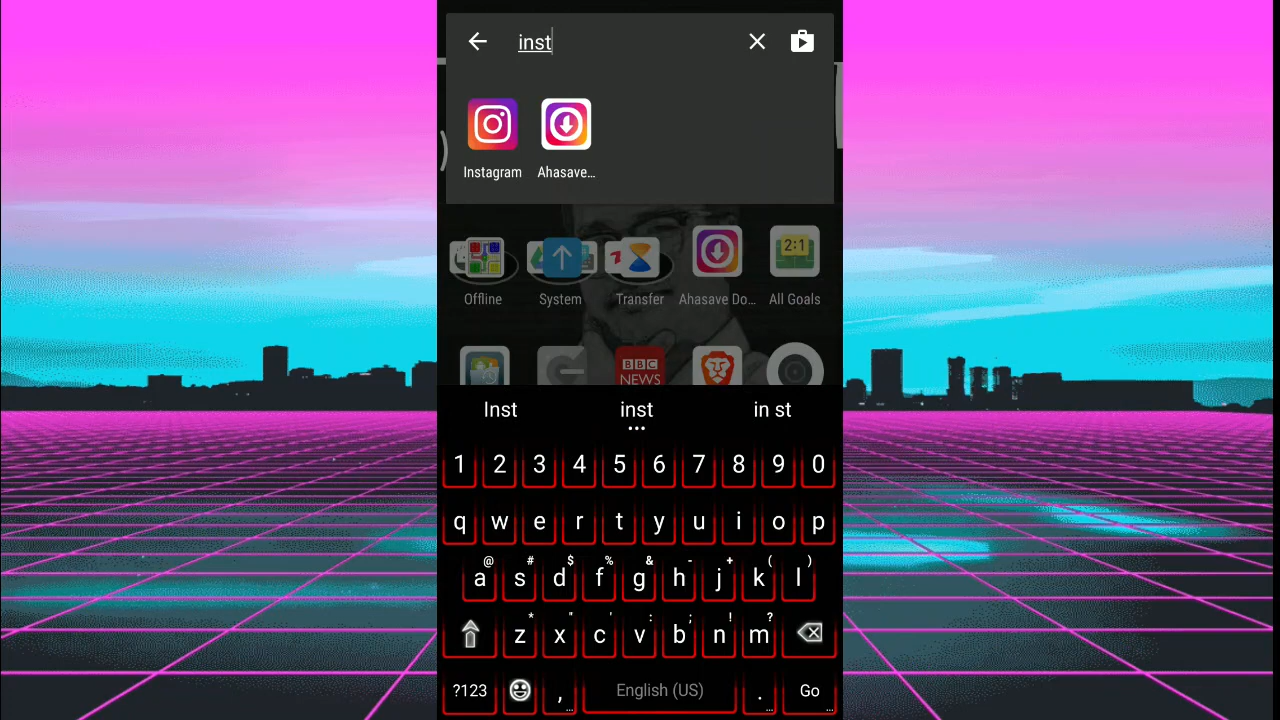 inst
Instagram Ahasave...
2:1
Offline System Transfer Ahasave Do... All Goals
BBC
NEWS
Inst inst in st
1 2 3 4 5 6 7 8 9 0
q w e r t y u i o p
@ # $ % & - + ( )
a s d f g h j k l
* " ' : ; ! ?
z x c v b n m
?123 , English (US) . Go